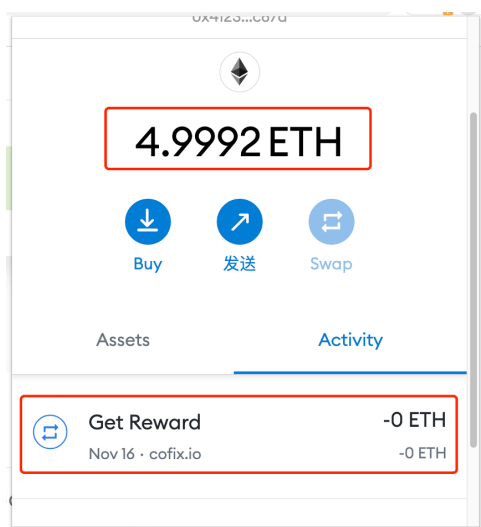 4.9992 ETH
Buy
发送
Swap
Assets
Activity
Get Reward
-0 ETH
Nov 16 · cofix.io
-0 ETH